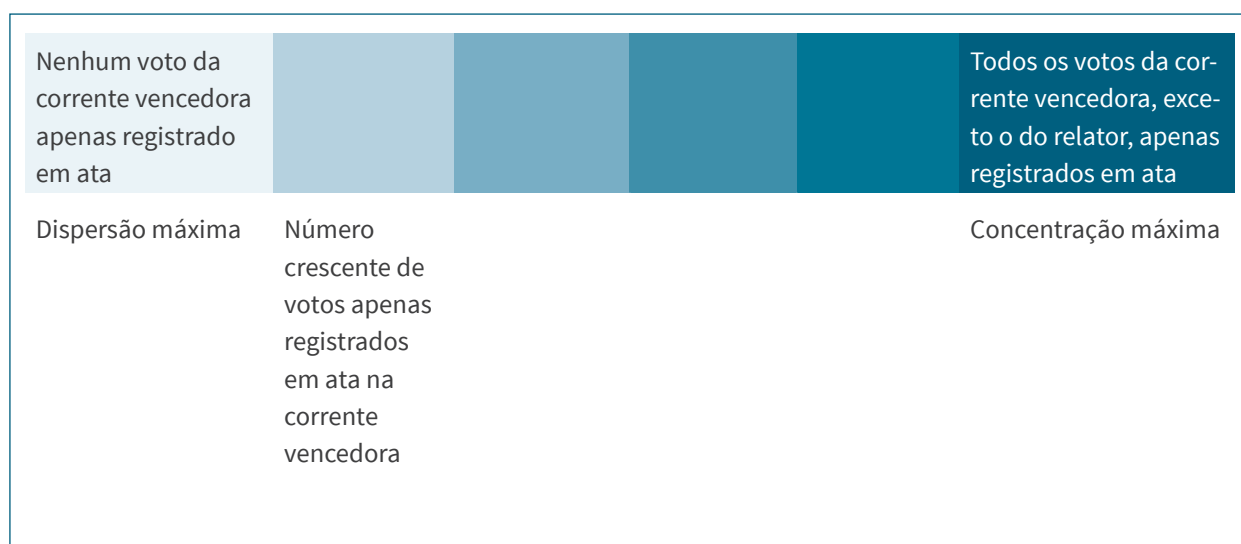 Nenhum voto da
corrente vencedora
apenas registrado
em ata
Todos os votos da cor-
rente vencedora, exce-
to o do relator, apenas
registrados em ata
Dispersão máxima
Número
crescente de
votos apenas
registrados
em ata na
corrente
vencedora
Concentração máxima